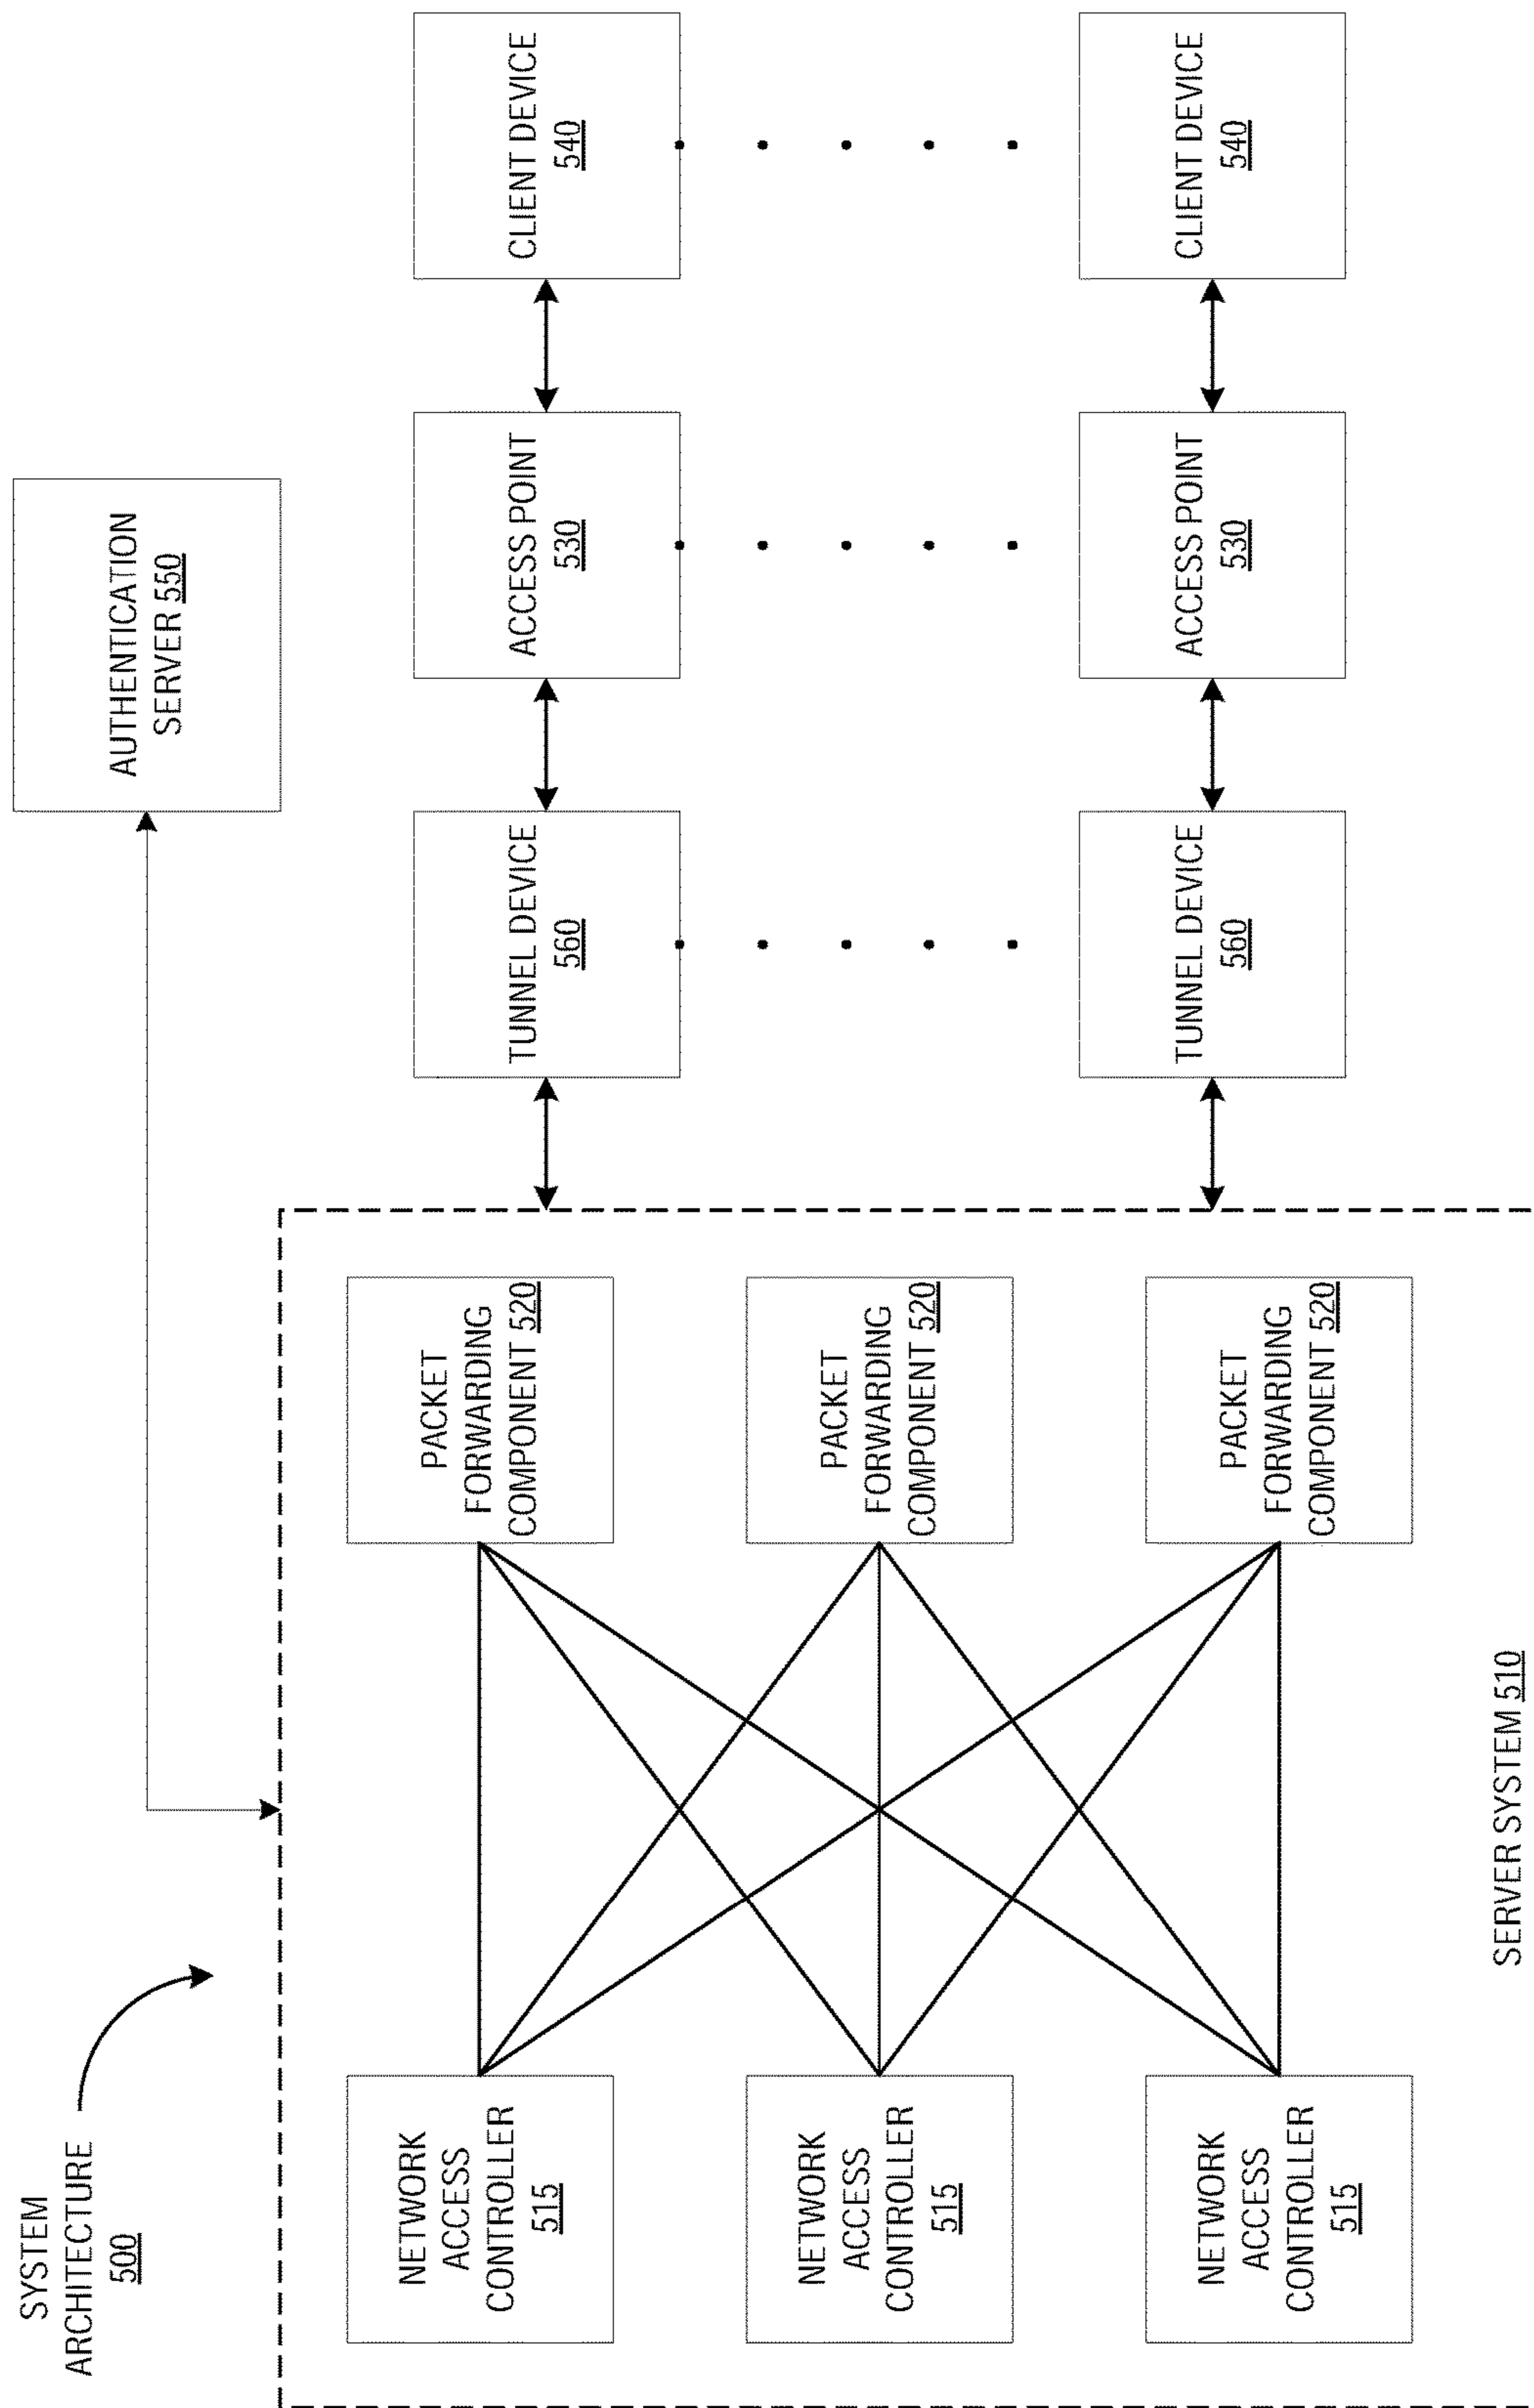 SYSTEM
ARCHITECTURE
500
AUTHENTICATION
SERVER 550
NETWORK
ACCESS
CONTROLLER
515
PACKET
FORWARDING
COMPONENT 520
TUNNEL DEVICE
560
ACCESS POINT
530
CLIENT DEVICE
540
NETWORK
ACCESS
CONTROLLER
515
PACKET
FORWARDING
COMPONENT 520
NETWORK
ACCESS
CONTROLLER
515
PACKET
FORWARDING
COMPONENT 520
TUNNEL DEVICE
560
ACCESS POINT
530
CLIENT DEVICE
540
SERVER SYSTEM 510